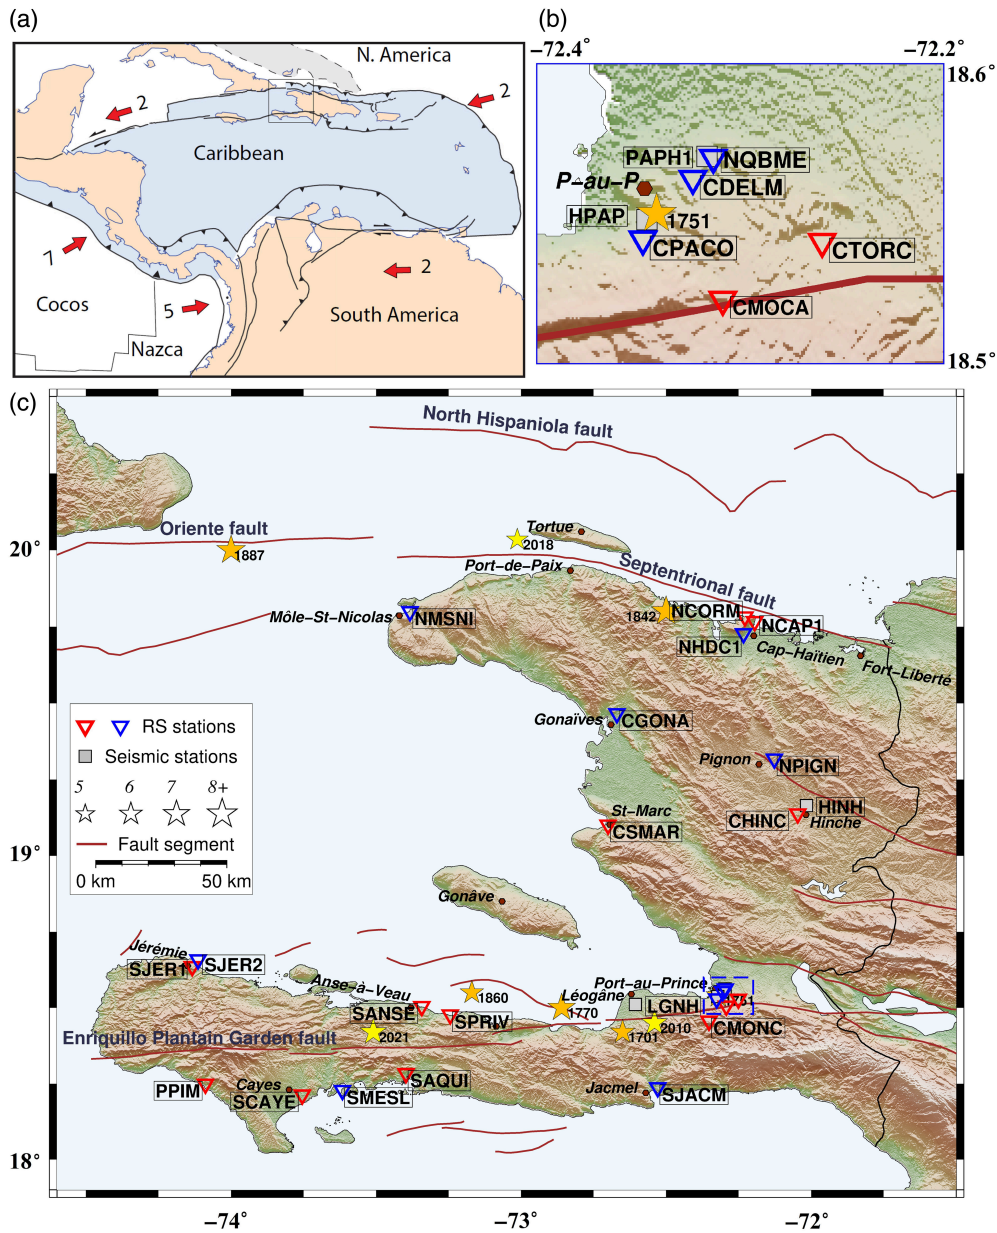 (a)
N. America
2
2
Caribbean
7
2
Cocos
5
South America
Nazca
(b)
−72.4°
−72.2°
18.6°
PAPH1
NQBME
P−au−P
CDELM
HPAP
1751
CPACO
CTORC
CMOCA
18.5°
(c)
North Hispaniola fault
Oriente fault
1887
Tortue
2018
20°
Port−de−Paix
Septentrional fault
Môle−St−Nicolas
NMSNI
1842
NCORM
NCAP1
NHDC1
Cap−Haïtien
Fort−Liberté
Gonaïves
CGONA
RS stations
Seismic stations
5
6
7
8+
Fault segment
0 km
50 km
Pignon
NPIGN
HINH
St−Marc
CHINC
Hinche
CSMAR
19°
Gonâve
Jérémie
SJER1
SJER2
Anse−à−Veau
1860
Port−au−Prince
Léogâne
1751
SANSE
1770
LGNH
SPRIV
2010
CMONC
Enriquillo Plantain Garden fault
2021
1701
SAQUI
PPIM
Cayes
SCAYE
SMESL
Jacmel
SJACM
18°
−74°
−73°
−72°